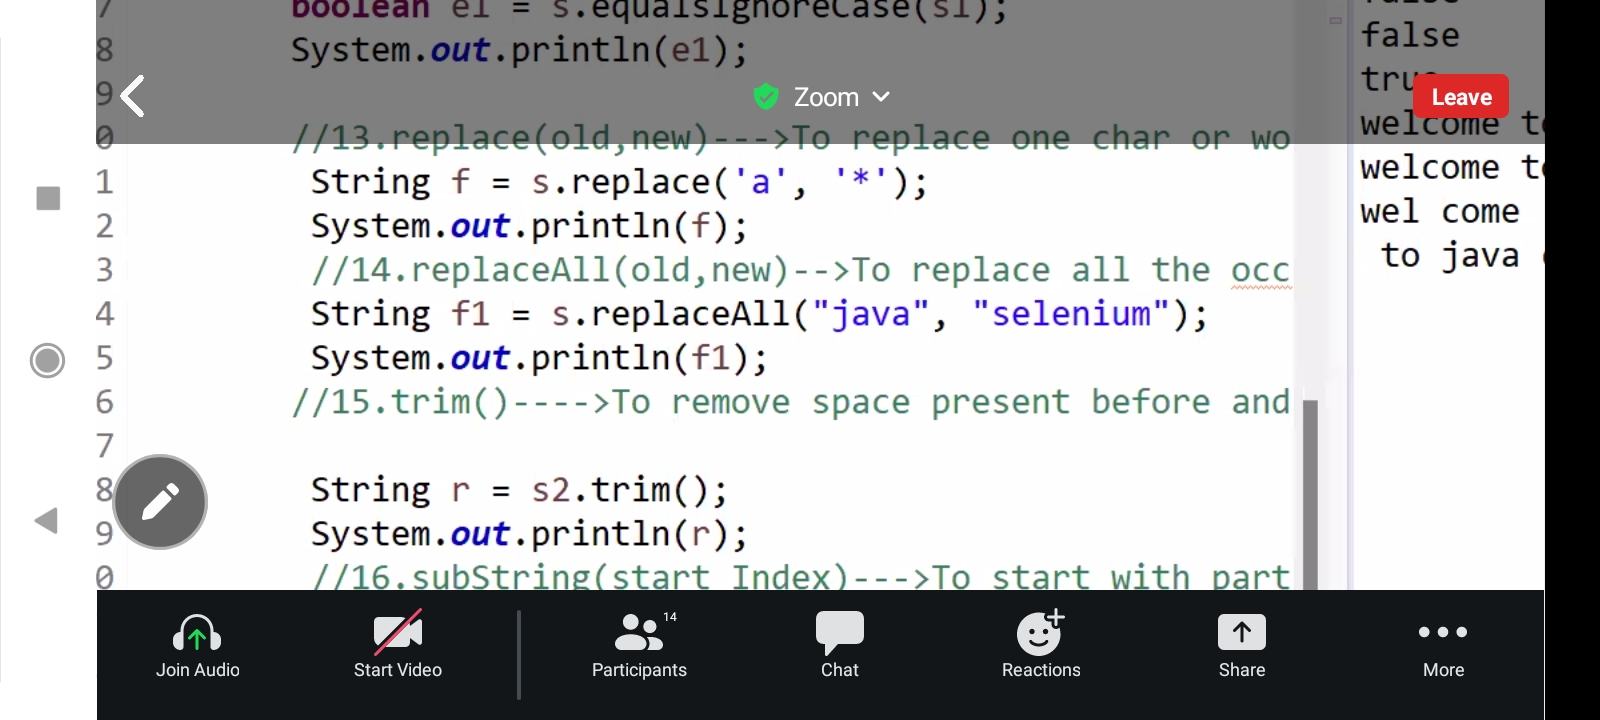 7 boolean e1 = s.equalsIgnoreCase(s1);
8 System.out.println(e1);
9
0 //13.replace(old,new)--->To replace one char or wo
1 String f = s.replace('a', '*');
2 System.out.println(f);
3 //14.replaceAll(old,new)-->To replace all the occ
4 String f1 = s.replaceAll("java", "selenium");
5 System.out.println(f1);
6 //15.trim()---->To remove space present before and
7
8 String r = s2.trim();
9 System.out.println(r);
0 //16.subString(start Index)--->To start with part
false
false
true
welcome to
welcome to
wel come
to java
Zoom
Leave
Join Audio
Start Video
14
Participants
Chat
Reactions
Share
More